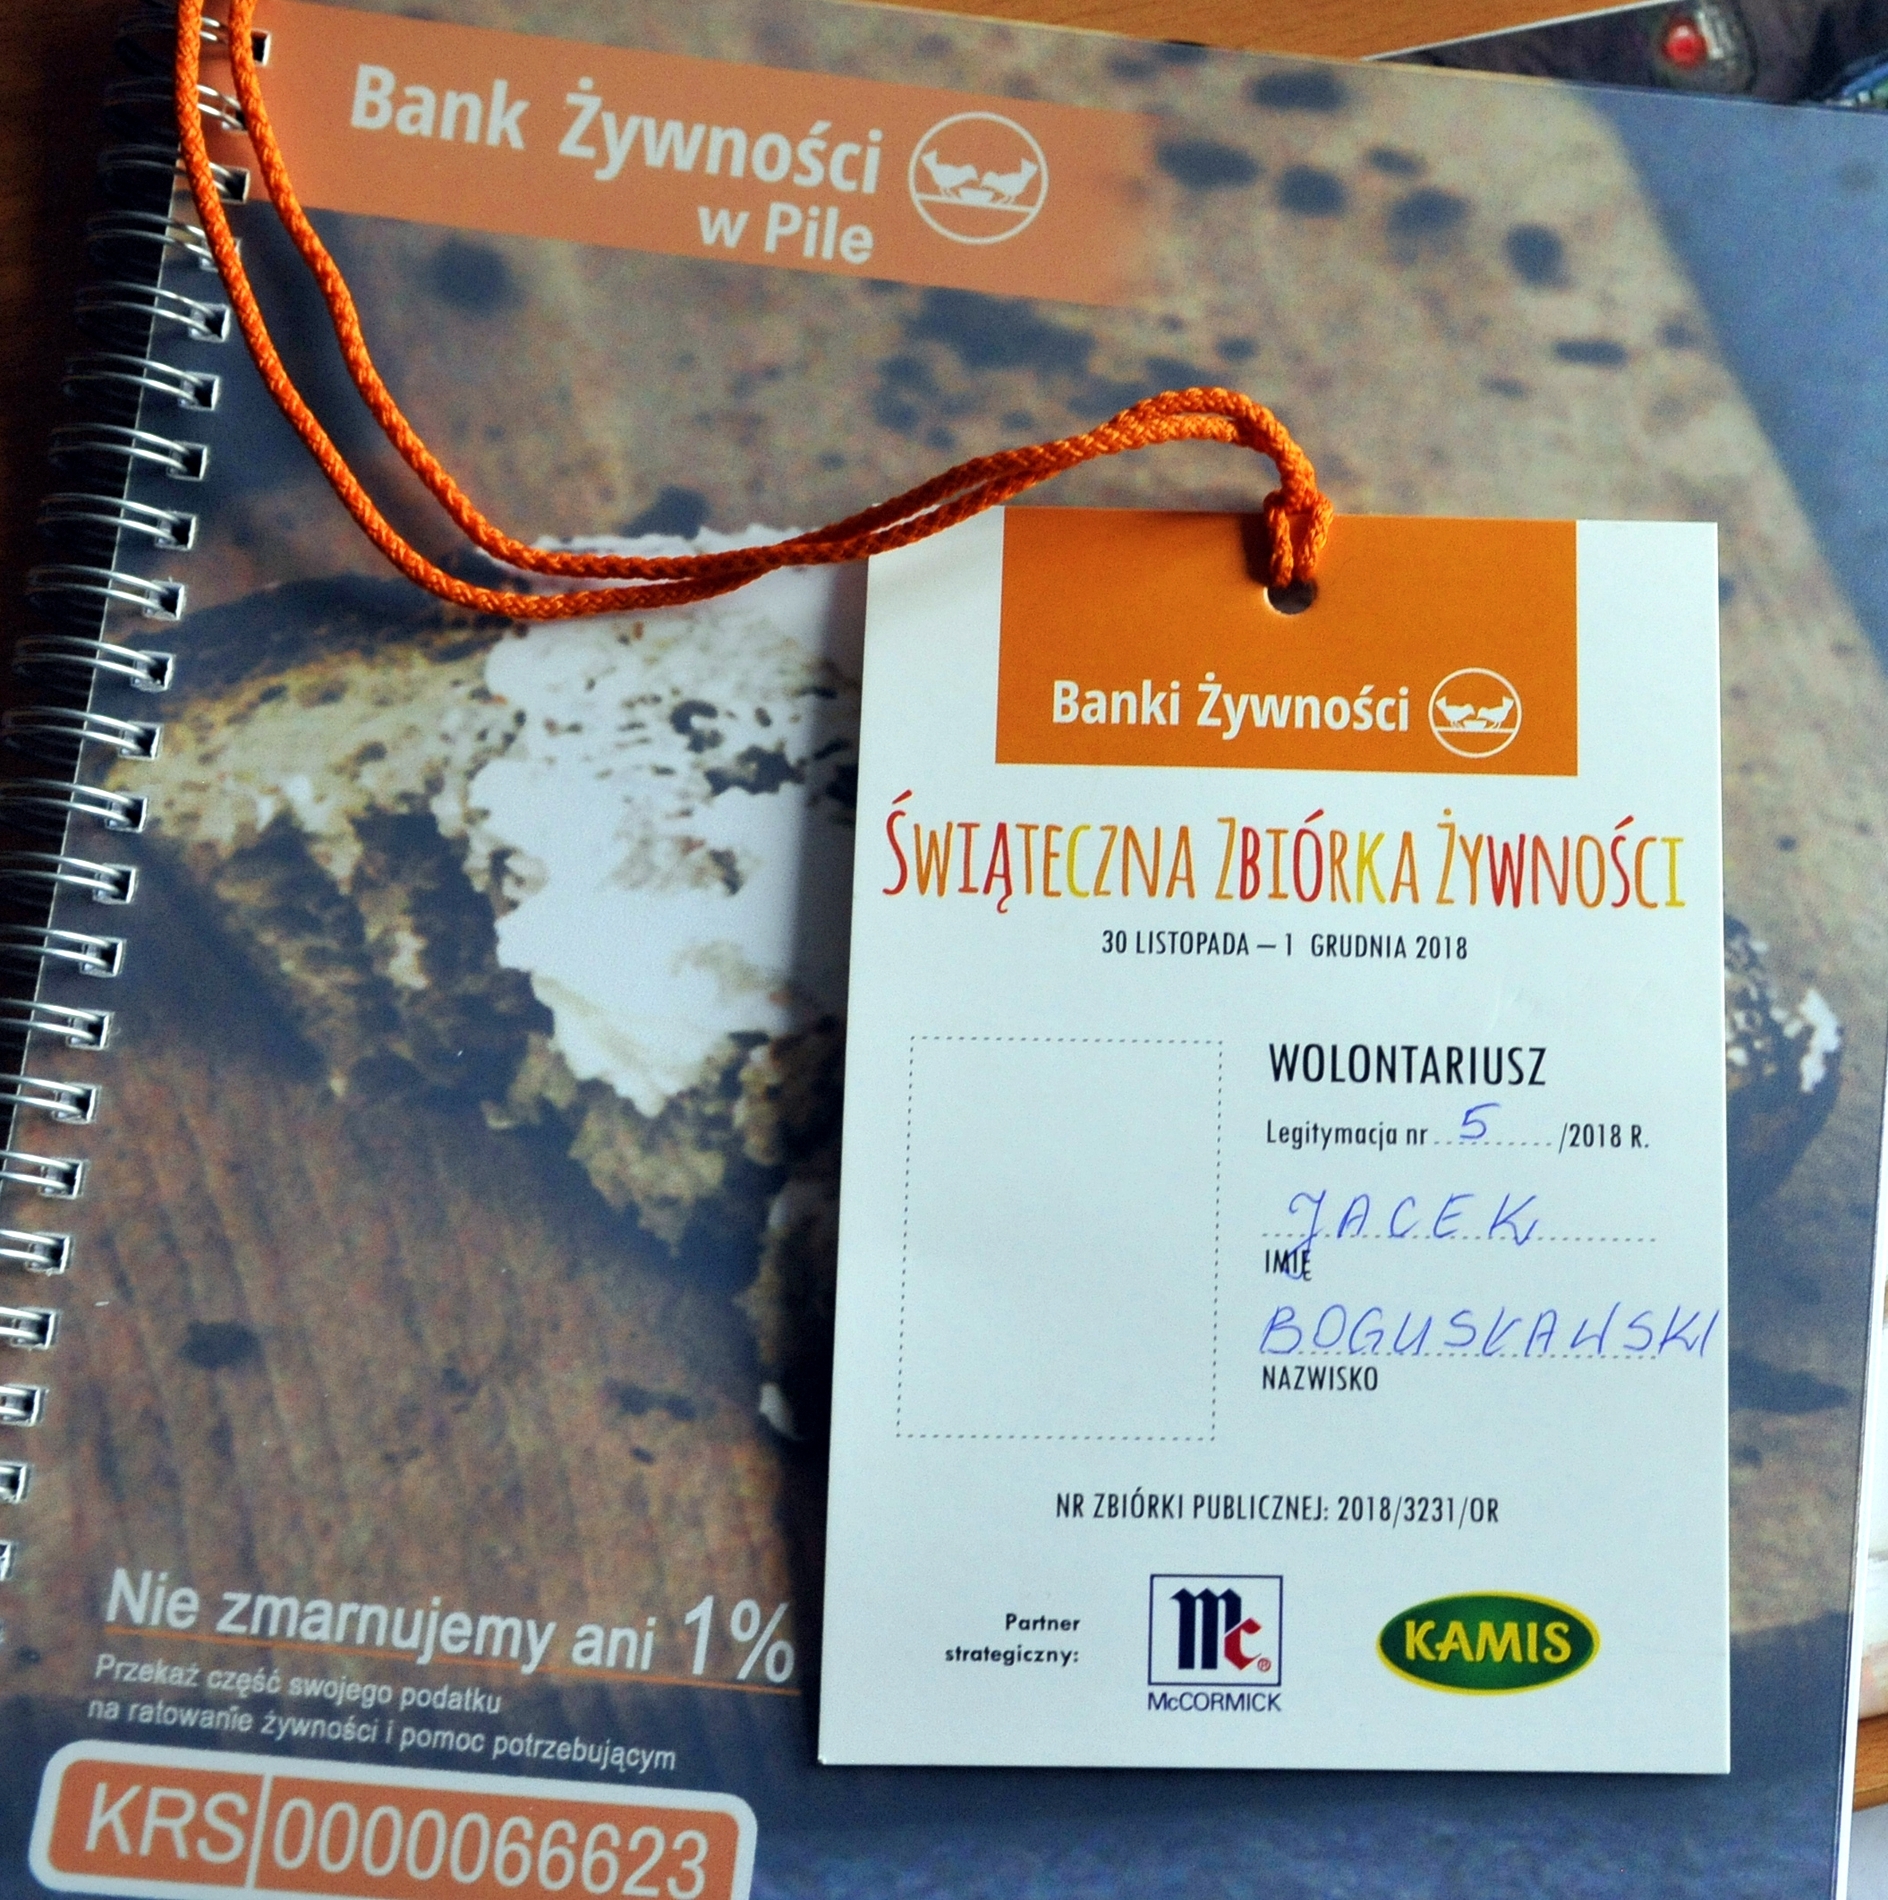 Bank Żywności
w Pile
Banki Żywności
ŚWIĄTECZNA ZBIÓRKA ŻYWNOŚCI
30 LISTOPADA – 1 GRUDNIA 2018
WOLONTARIUSZ
Legitymacja nr 5 /2018 R.
JACEK
IMIĘ
BOGUSŁAWSKI
NAZWISKO
NR ZBIÓRKI PUBLICZNEJ: 2018/3231/OR
Partner
strategiczny:
Mc®
McCORMICK
KAMIS
Nie zmarnujemy ani 1%
Przekaż część swojego podatku
na ratowanie żywności i pomoc potrzebującym
KRS 0000066623